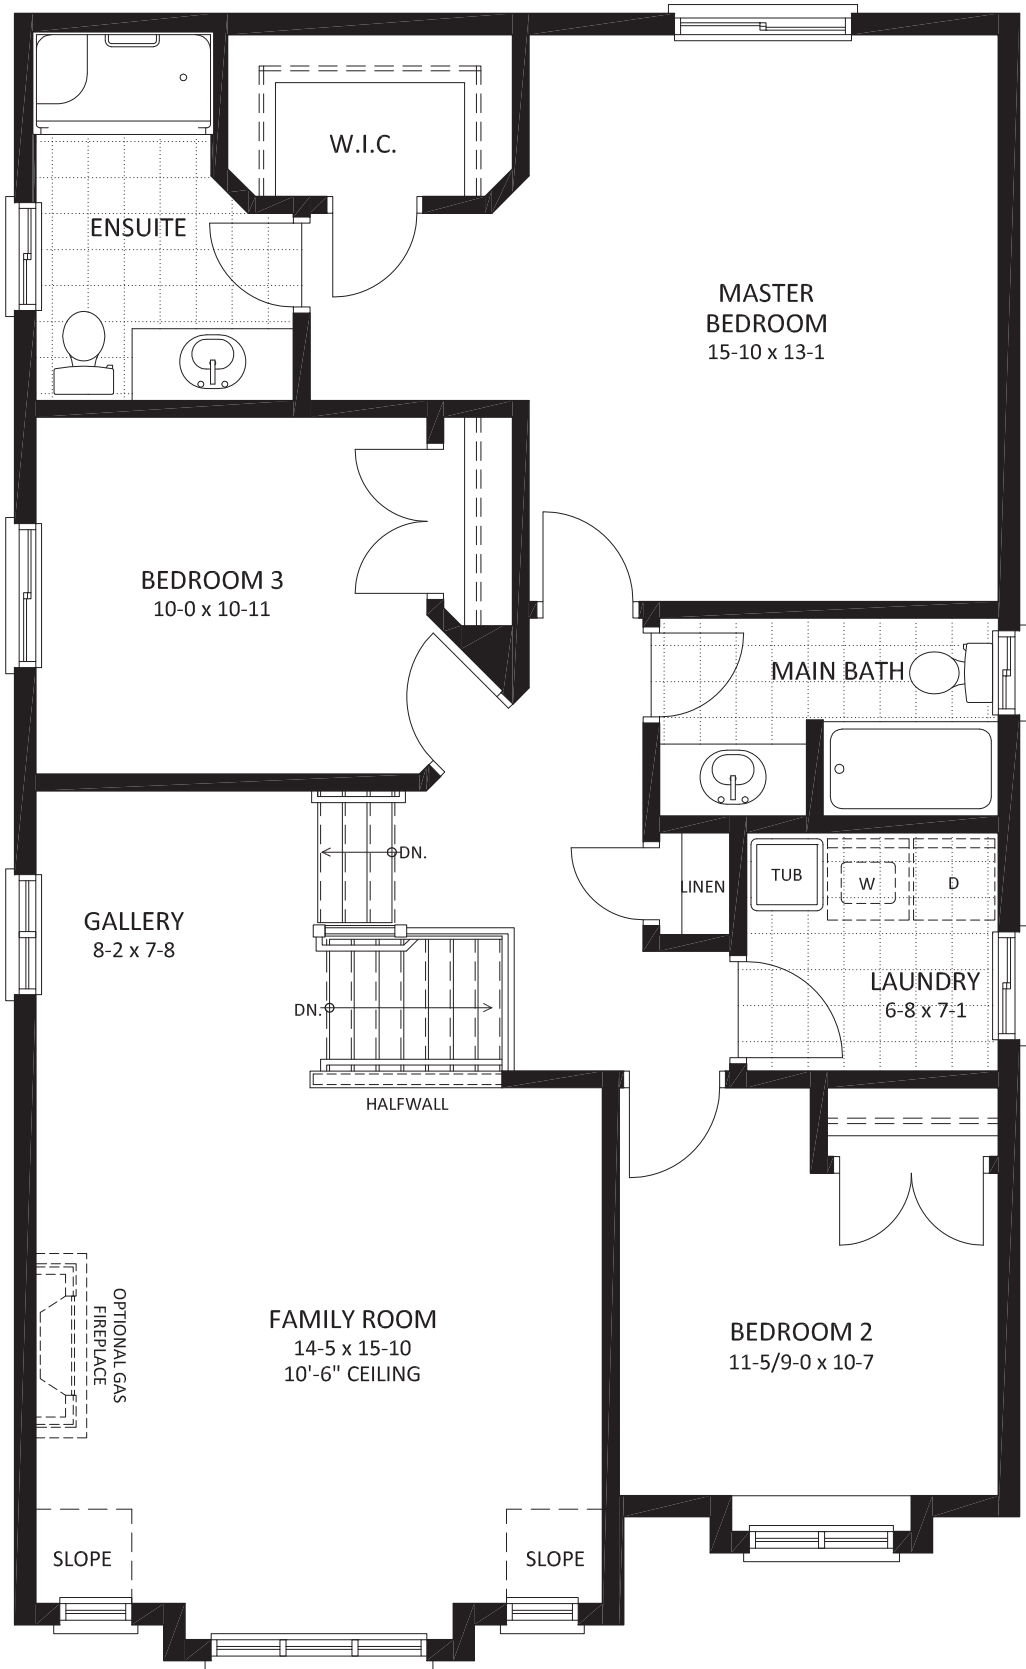 W.I.C.
ENSUITE
MASTER
BEDROOM
15-10 x 13-1
BEDROOM 3
10-0 x 10-11
MAIN BATH
DN.
TUB
W
D
LINEN
GALLERY
8-2 x 7-8
LAUNDRY
6-8 x 7-1
DN.
HALFWALL
OPTIONAL GAS
FIREPLACE
FAMILY ROOM
14-5 x 15-10
10'-6" CEILING
BEDROOM 2
11-5/9-0 x 10-7
SLOPE
SLOPE